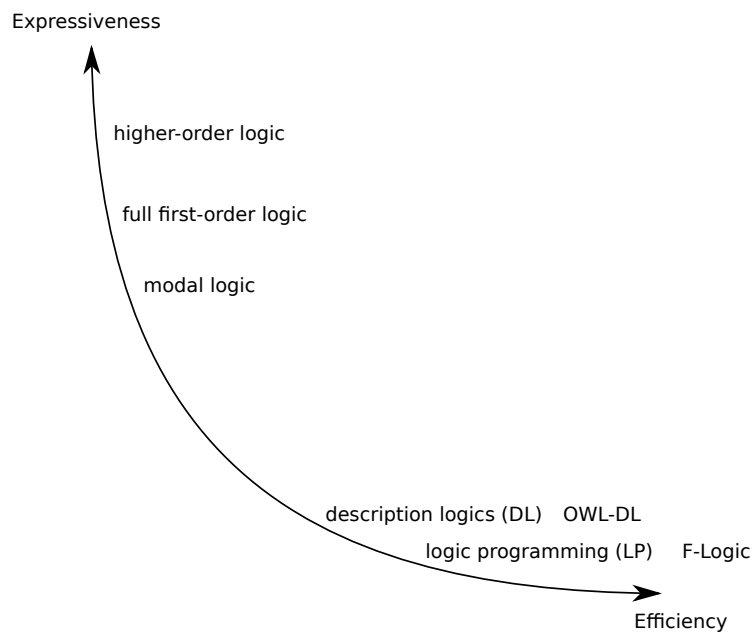 Expressiveness
higher-order logic
full first-order logic
modal logic
description logics (DL) OWL-DL
logic programming (LP) F-Logic
Efficiency